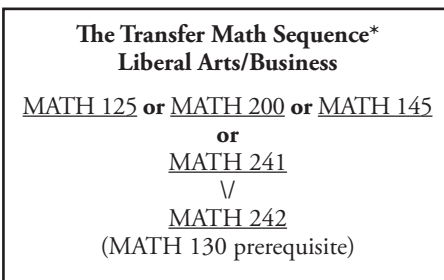 The Transfer Math Sequence*
Liberal Arts/Business
MATH 125 or MATH 200 or MATH 145
or
MATH 241
\/
MATH 242
(MATH 130 prerequisite)